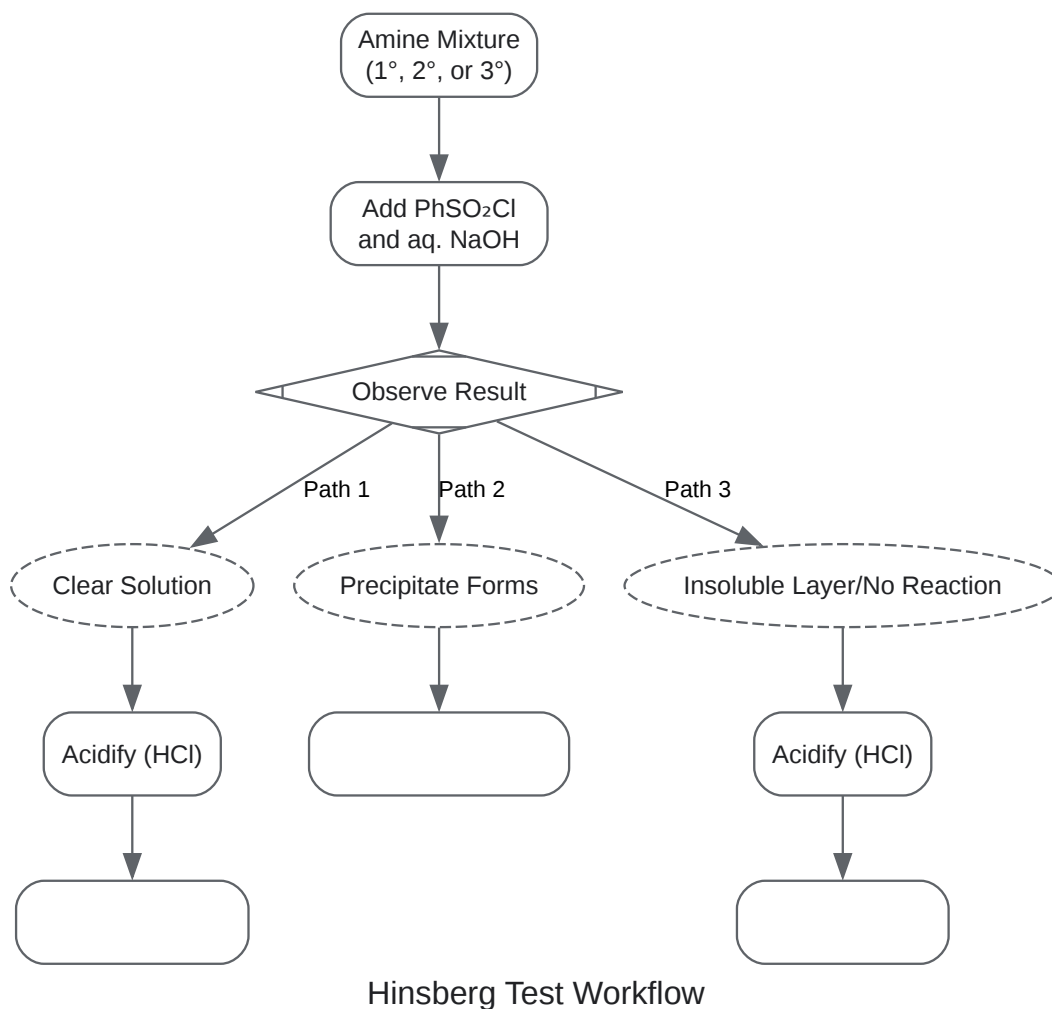 Amine Mixture
(1°, 2°, or 3°)
Add PhSO₂Cl
and aq. NaOH
Observe Result
Path 1
Path 2
Path 3
Clear Solution
Precipitate Forms
Insoluble Layer/No Reaction
Acidify (HCl)
Acidify (HCl)
Hinsberg Test Workflow